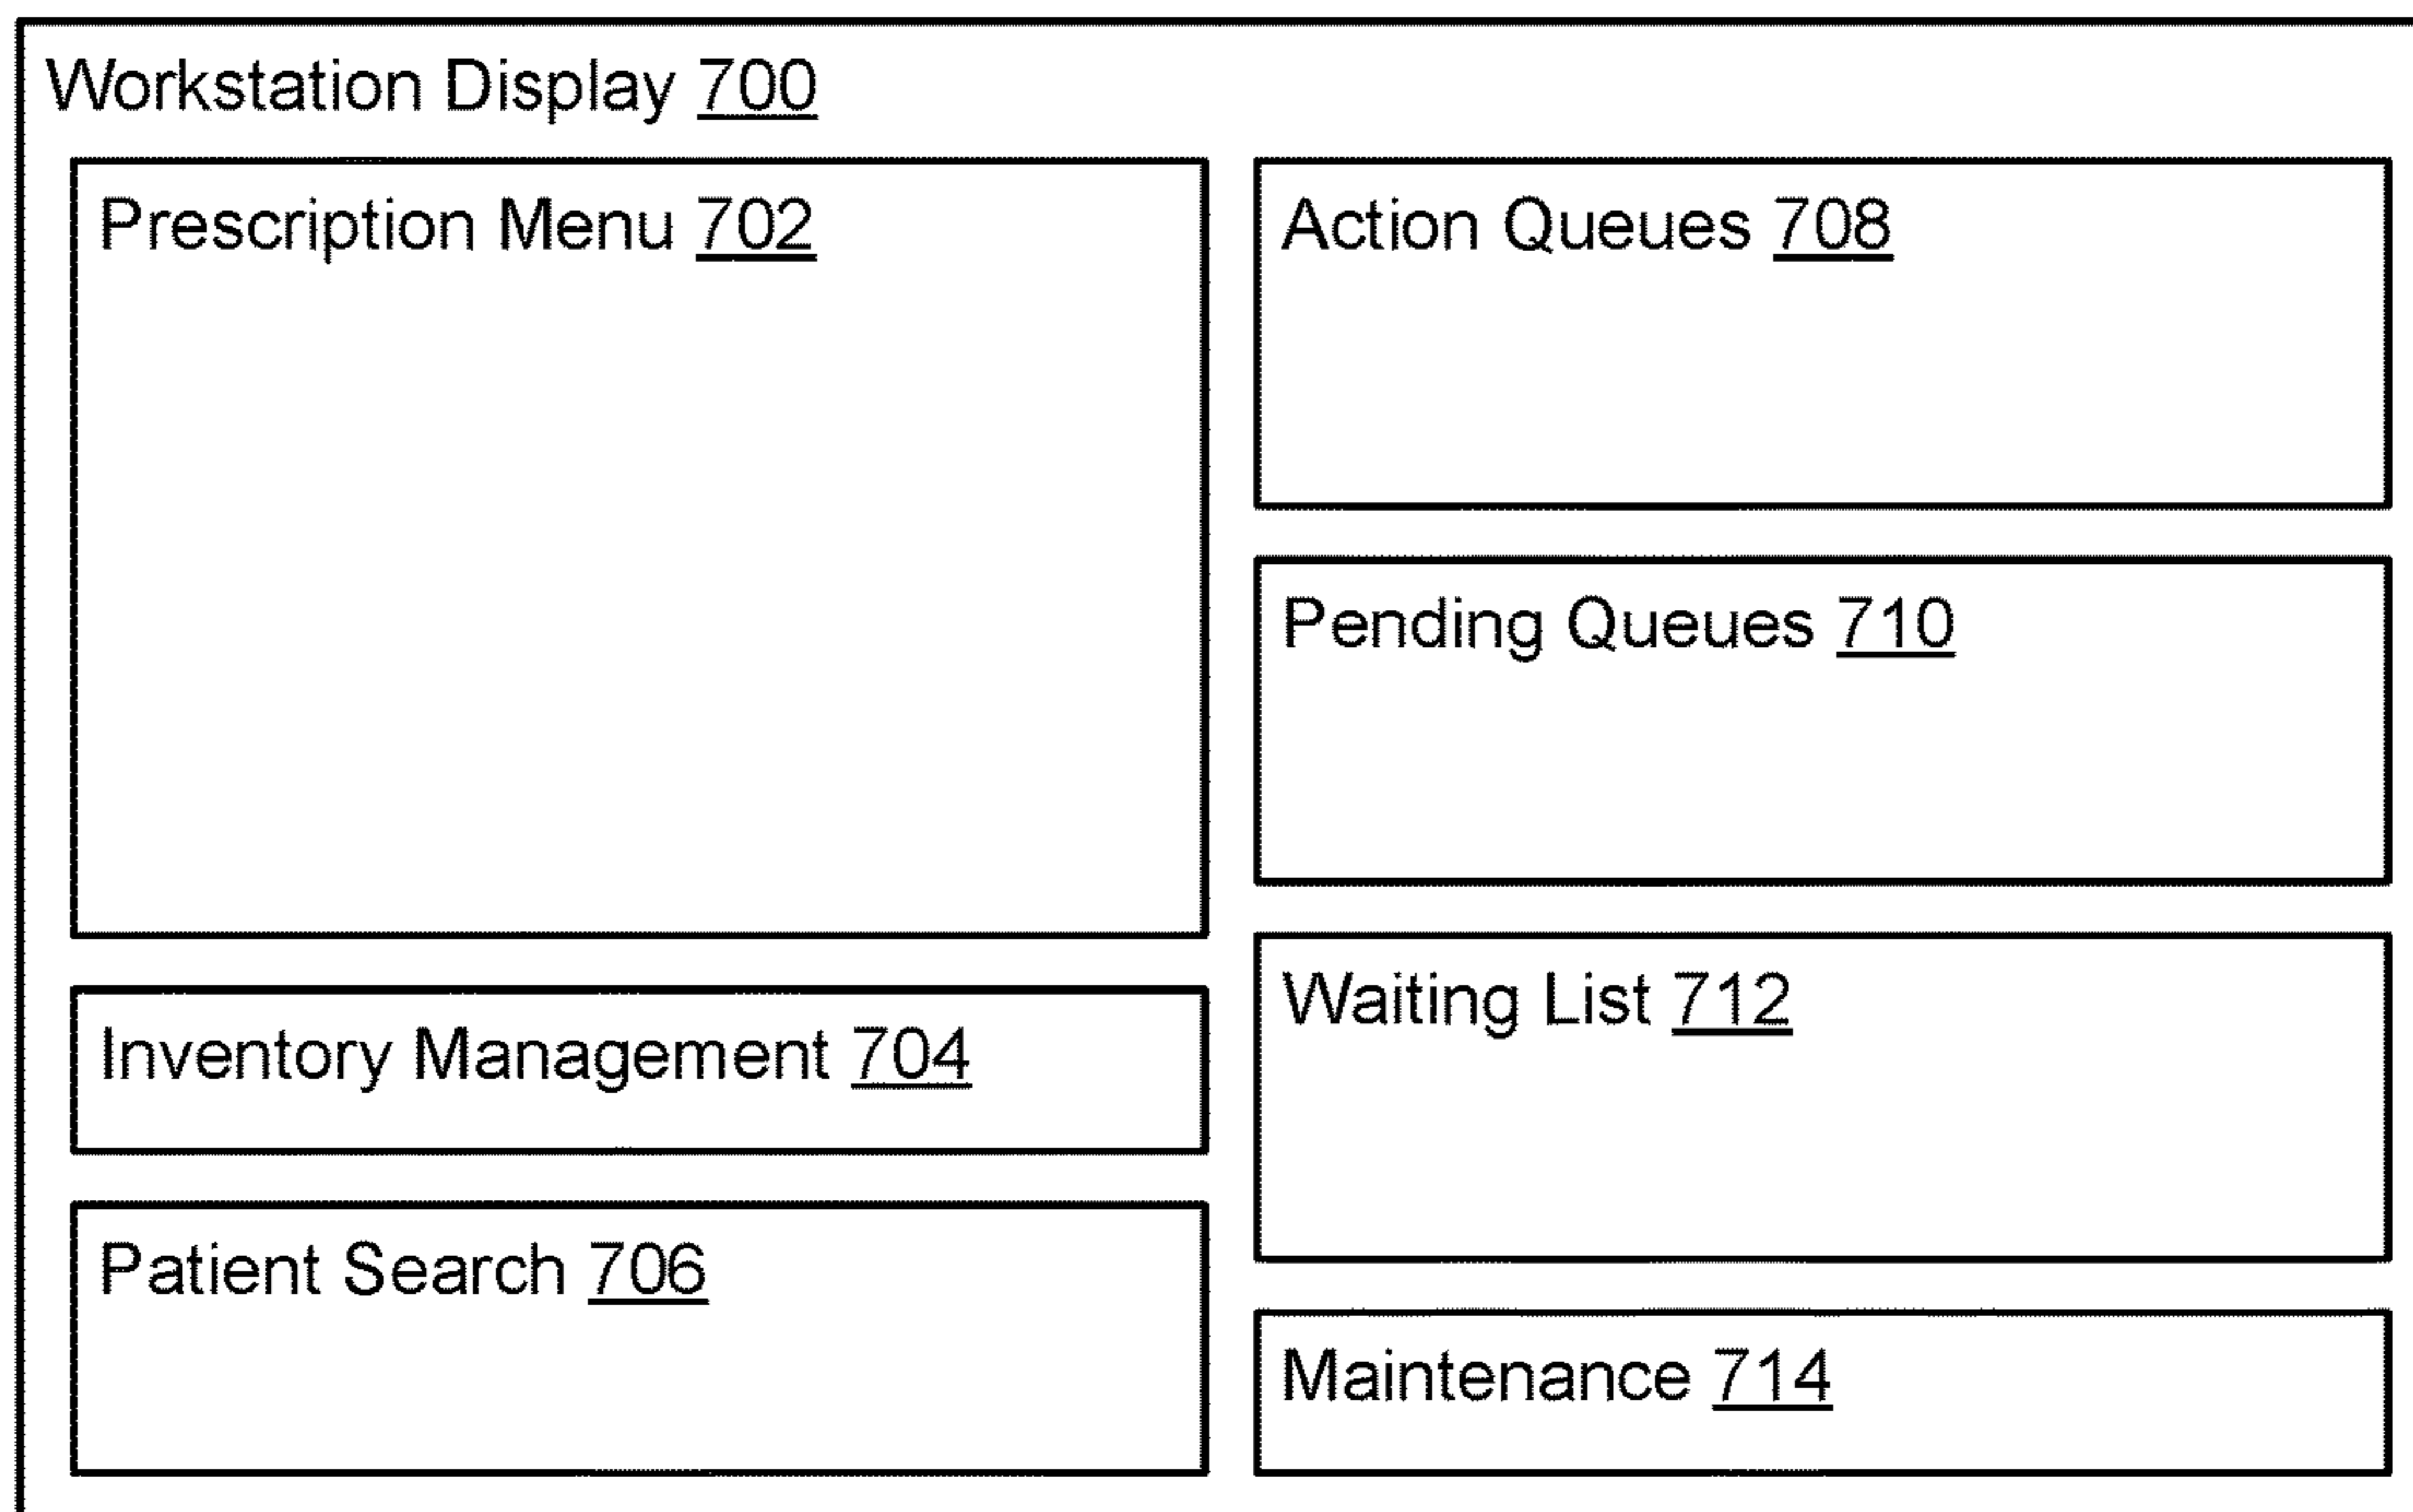 Workstation Display 700
Prescription Menu 702
Inventory Management 704
Patient Search 706
Action Queues 708
Pending Queues 710
Waiting List 712
Maintenance 714